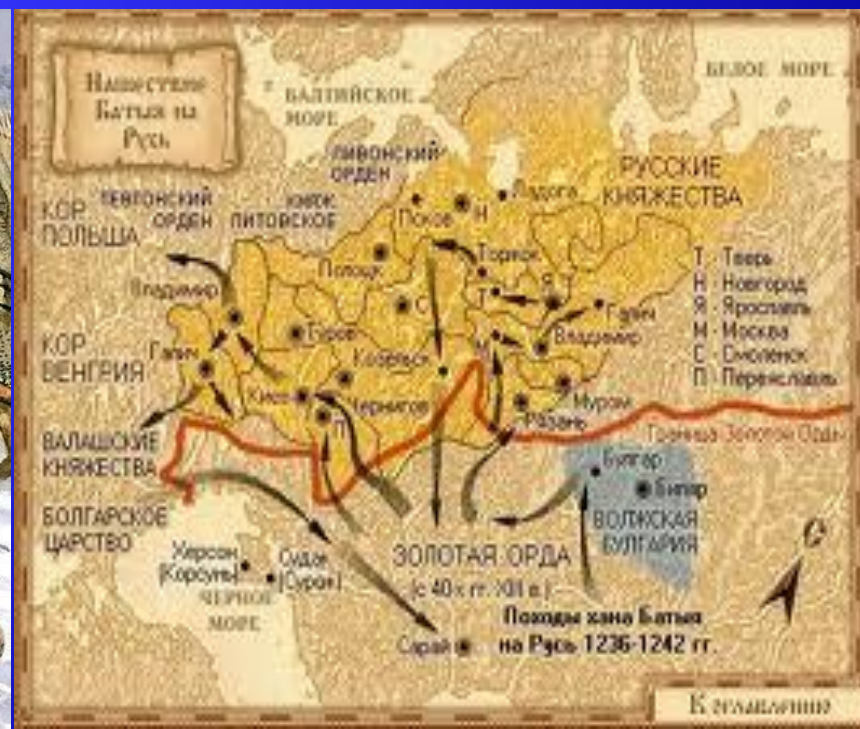 Нашествие
Батыя на
Русь
БАЛТИЙСКОЕ
МОРЕ
БЕЛОЕ МОРЕ
ЛИВОНСКИЙ
ОРДЕН
РУССКИЕ
КНЯЖЕСТВА
ТЕВТОНСКИЙ
ОРДЕН
КНЯЖ.
ЛИТОВСКОЕ
КОР.
ПОЛЬША
Псков
Н
Ладога
Полоцк
Торжок
Т
Я
Галич
С
Владимир
Туров
Галич
КОР.
ВЕНГРИЯ
Козельск
М
Владимир
Киев
Чернигов
П
Рязань
Муром
Т - Тверь
Н - Новгород
Я - Ярославль
М - Москва
С - Смоленск
П - Переяславль
Граница Золотой Орды
ВАЛАШСКИЕ
КНЯЖЕСТВА
БОЛГАРСКОЕ
ЦАРСТВО
Булгар
Биляр
ВОЛЖСКАЯ
БУЛГАРИЯ
Херсон
(Корсунь)
Судак
(Сурож)
ЧЕРНОЕ
МОРЕ
ЗОЛОТАЯ ОРДА
(с 40х гг. XIII в.)
Сарай
С
Походы хана Батыя
на Русь 1236-1242 гг.
К оглавлению